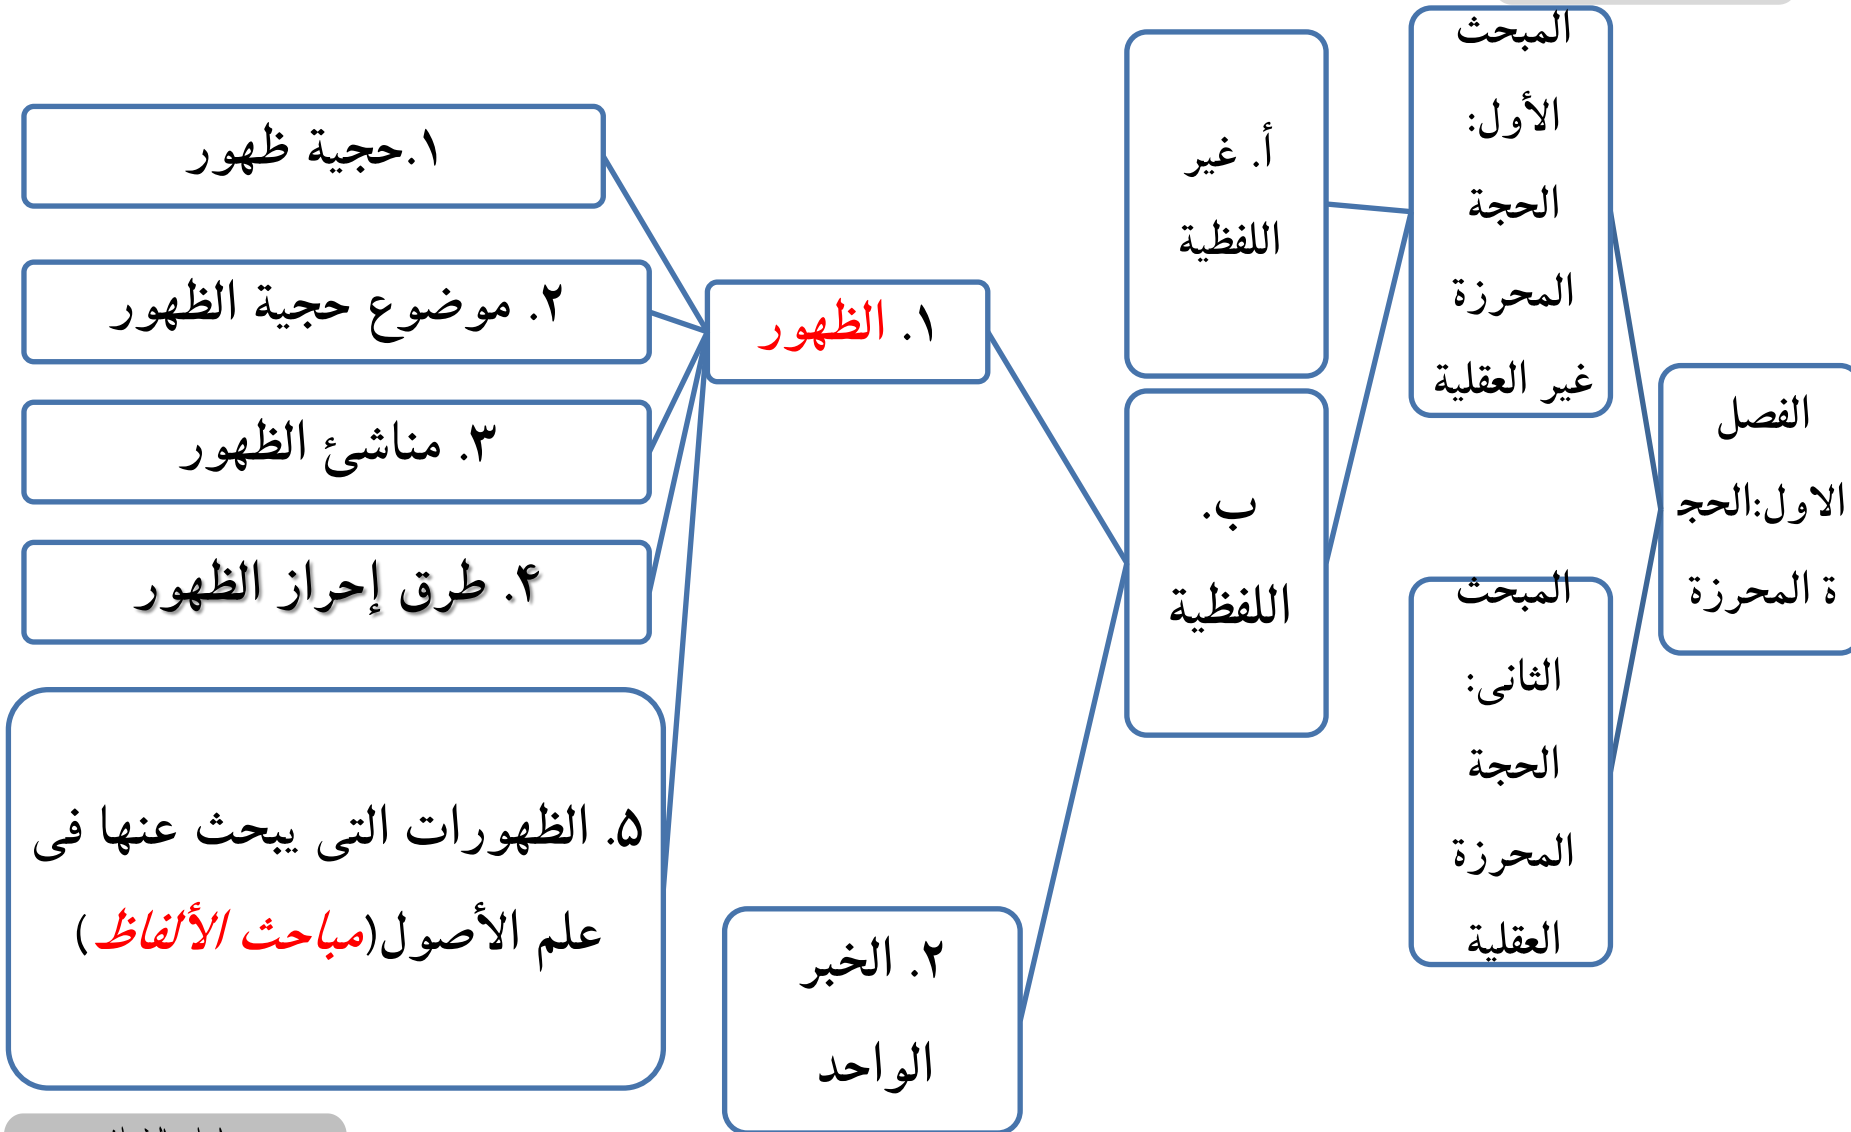 الفصل
الاول:الحج
ة المحرزة
المبحث
الأول:
الحجة
المحرزة
غير العقلية
المبحث
الثانى:
الحجة
المحرزة
العقلية
أ. غير
اللفظية
ب.
اللفظية
١. الظهور
٢. الخبر
الواحد
١.حجية ظهور
٢. موضوع حجية الظهور
٣. مناشئ الظهور
۴. طرق إحراز الظهور
۵. الظهورات التى يبحث عنها فى
علم الأصول(مباحث الألفاظ)